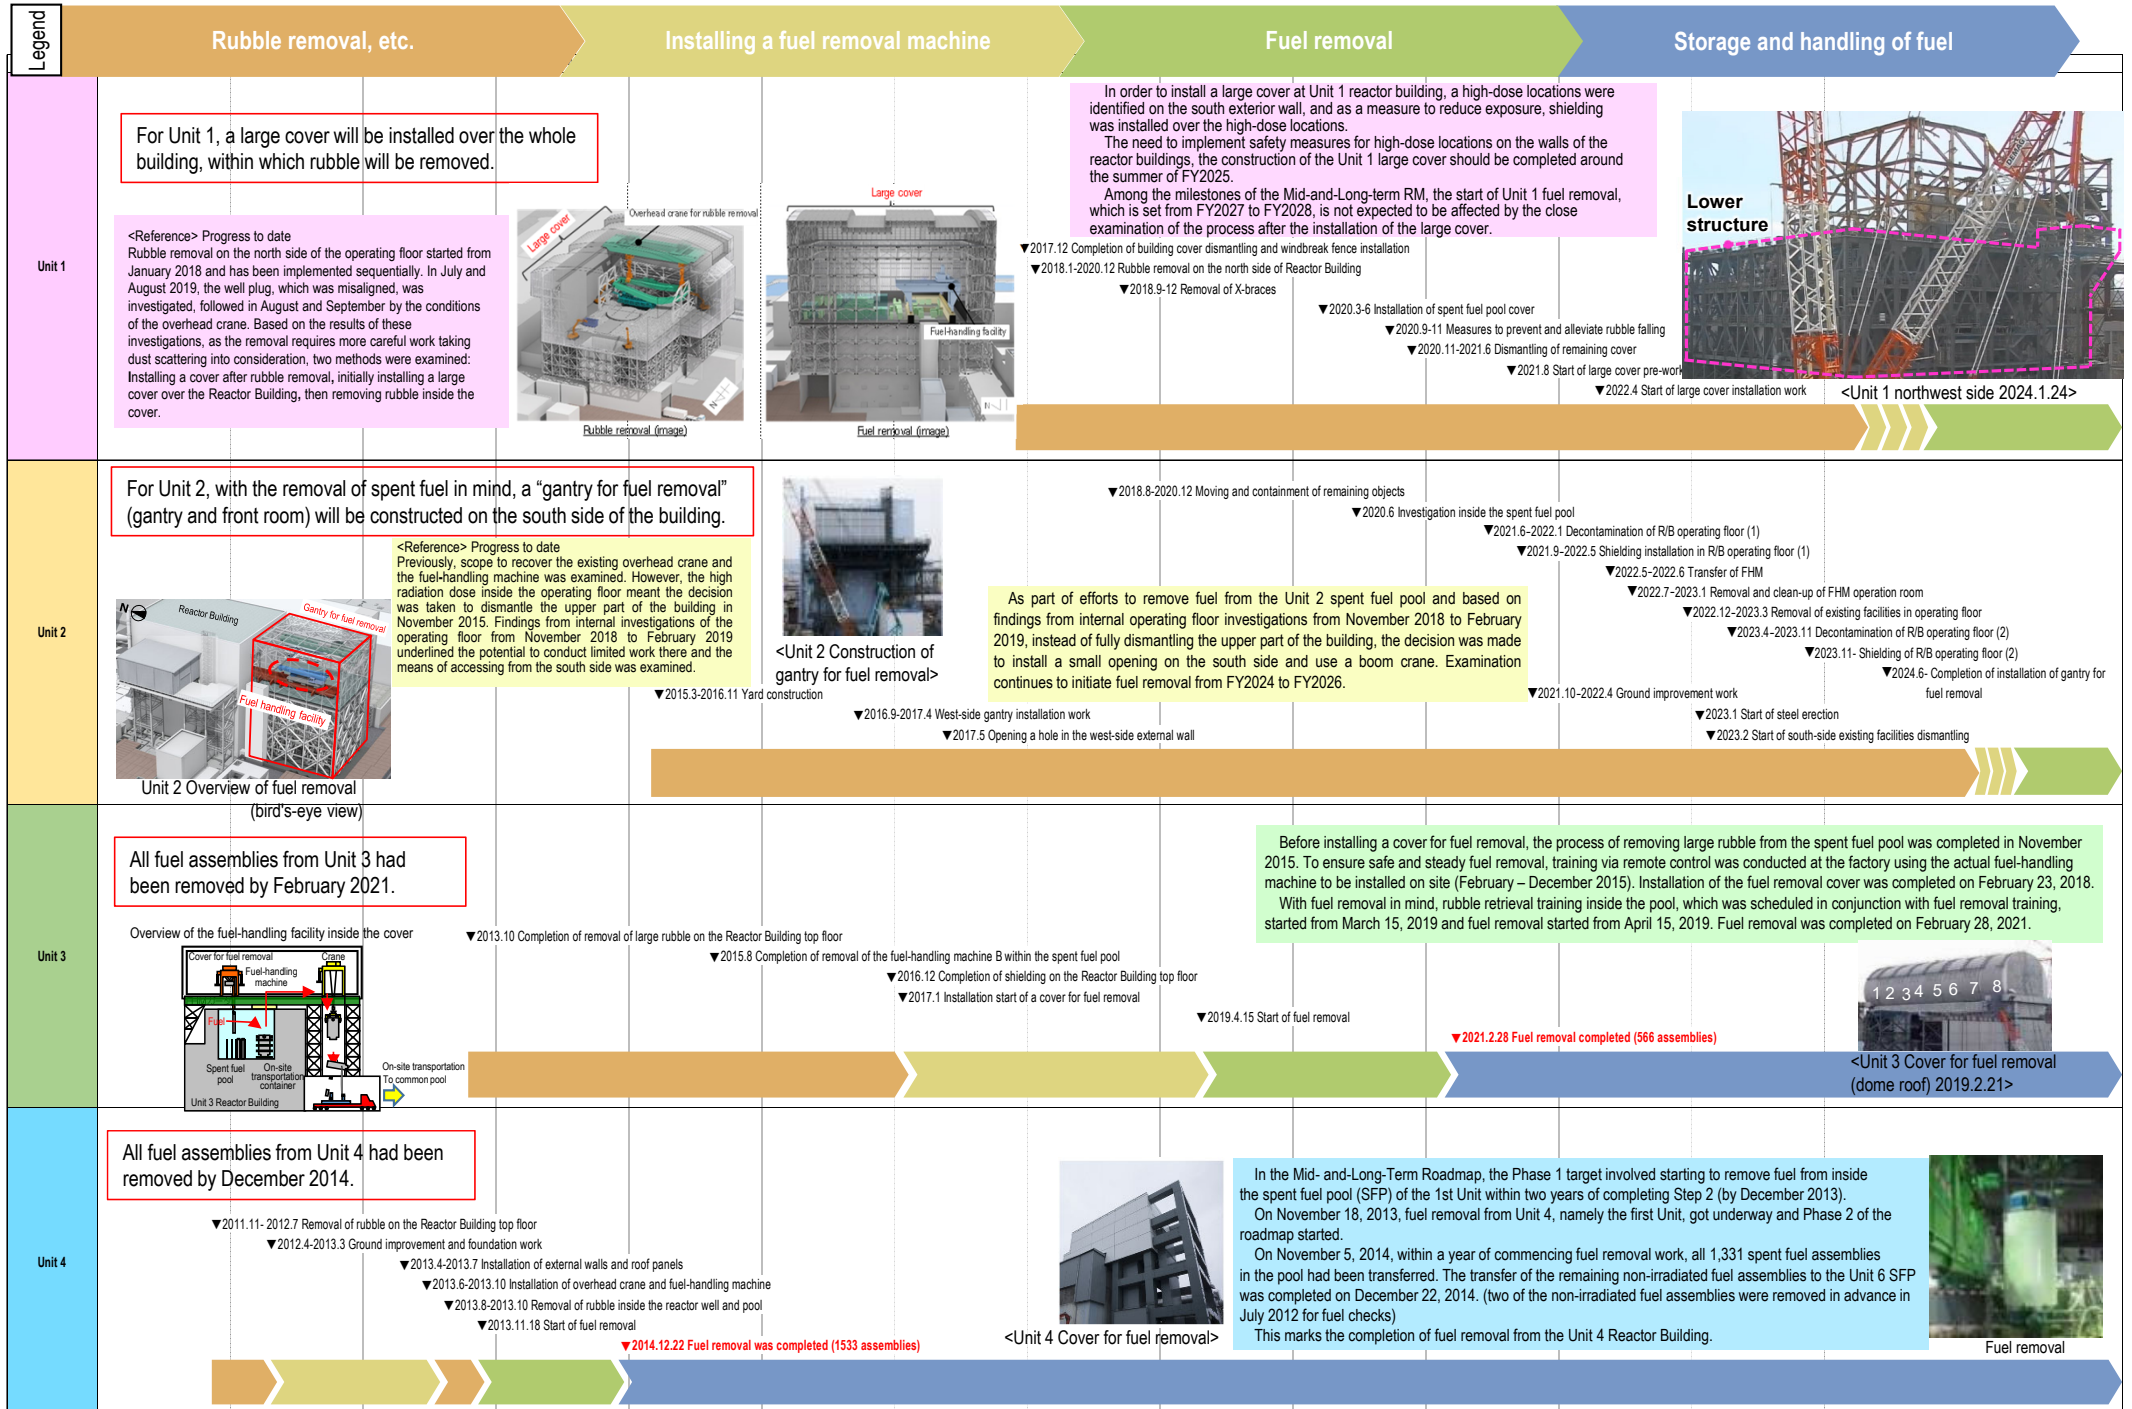 Legend
Rubble removal, etc.
Installing a fuel removal machine
Fuel removal
Storage and handling of fuel
Unit 1
For Unit 1, a large cover will be installed over the whole
building, within which rubble will be removed.
<Reference> Progress to date
Rubble removal on the north side of the operating floor started from
January 2018 and has been implemented sequentially. In July and
August 2019, the well plug, which was misaligned, was
investigated, followed in August and September by the conditions
of the overhead crane. Based on the results of these
investigations, as the removal requires more careful work taking
dust scattering into consideration, two methods were examined:
Installing a cover after rubble removal, initially installing a large
cover over the Reactor Building, then removing rubble inside the
cover.
Large cover
Overhead crane for rubble removal
N
Rubble removal (image)
Large cover
Fuel-handling facility
N
Fuel removal (image)
In order to install a large cover at Unit 1 reactor building, a high-dose locations were
identified on the south exterior wall, and as a measure to reduce exposure, shielding
was installed over the high-dose locations.
The need to implement safety measures for high-dose locations on the walls of the
reactor buildings, the construction of the Unit 1 large cover should be completed around
the summer of FY2025.
Among the milestones of the Mid-and-Long-term RM, the start of Unit 1 fuel removal,
which is set from FY2027 to FY2028, is not expected to be affected by the close
examination of the process after the installation of the large cover.
▼2017.12 Completion of building cover dismantling and windbreak fence installation
▼2018.1-2020.12 Rubble removal on the north side of Reactor Building
▼2018.9-12 Removal of X-braces
▼2020.3-6 Installation of spent fuel pool cover
▼2020.9-11 Measures to prevent and alleviate rubble falling
▼2020.11-2021.6 Dismantling of remaining cover
▼2021.8 Start of large cover pre-work
▼2022.4 Start of large cover installation work
Lower
structure
<Unit 1 northwest side 2024.1.24>
Unit 2
For Unit 2, with the removal of spent fuel in mind, a “gantry for fuel removal”
(gantry and front room) will be constructed on the south side of the building.
<Reference> Progress to date
Previously, scope to recover the existing overhead crane and
the fuel-handling machine was examined. However, the high
radiation dose inside the operating floor meant the decision
was taken to dismantle the upper part of the building in
November 2015. Findings from internal investigations of the
operating floor from November 2018 to February 2019
underlined the potential to conduct limited work there and the
means of accessing from the south side was examined.
N
Reactor Building
Gantry for fuel removal
Fuel handling facility
Unit 2 Overview of fuel removal
(bird's-eye view)
<Unit 2 Construction of
gantry for fuel removal>
As part of efforts to remove fuel from the Unit 2 spent fuel pool and based on
findings from internal operating floor investigations from November 2018 to February
2019, instead of fully dismantling the upper part of the building, the decision was made
to install a small opening on the south side and use a boom crane. Examination
continues to initiate fuel removal from FY2024 to FY2026.
▼2018.8-2020.12 Moving and containment of remaining objects
▼2020.6 Investigation inside the spent fuel pool
▼2021.6-2022.1 Decontamination of R/B operating floor (1)
▼2021.9-2022.5 Shielding installation in R/B operating floor (1)
▼2022.5-2022.6 Transfer of FHM
▼2022.7-2023.1 Removal and clean-up of FHM operation room
▼2022.12-2023.3 Removal of existing facilities in operating floor
▼2023.4-2023.11 Decontamination of R/B operating floor (2)
▼2023.11- Shielding of R/B operating floor (2)
▼2024.6- Completion of installation of gantry for
fuel removal
▼2015.3-2016.11 Yard construction
▼2021.10-2022.4 Ground improvement work
▼2016.9-2017.4 West-side gantry installation work
▼2023.1 Start of steel erection
▼2017.5 Opening a hole in the west-side external wall
▼2023.2 Start of south-side existing facilities dismantling
Unit 3
All fuel assemblies from Unit 3 had
been removed by February 2021.
Overview of the fuel-handling facility inside the cover
Cover for fuel removal
Crane
Fuel-handling
machine
Fuel
Spent fuel
pool
On-site
transportation
container
Unit 3 Reactor Building
On-site transportation
To common pool
Before installing a cover for fuel removal, the process of removing large rubble from the spent fuel pool was completed in November
2015. To ensure safe and steady fuel removal, training via remote control was conducted at the factory using the actual fuel-handling
machine to be installed on site (February – December 2015). Installation of the fuel removal cover was completed on February 23, 2018.
With fuel removal in mind, rubble retrieval training inside the pool, which was scheduled in conjunction with fuel removal training,
started from March 15, 2019 and fuel removal started from April 15, 2019. Fuel removal was completed on February 28, 2021.
▼2013.10 Completion of removal of large rubble on the Reactor Building top floor
▼2015.8 Completion of removal of the fuel-handling machine B within the spent fuel pool
▼2016.12 Completion of shielding on the Reactor Building top floor
▼2017.1 Installation start of a cover for fuel removal
▼2019.4.15 Start of fuel removal
▼2021.2.28 Fuel removal completed (566 assemblies)
1 2 3 4 5 6 7 8
<Unit 3 Cover for fuel removal
(dome roof) 2019.2.21>
Unit 4
All fuel assemblies from Unit 4 had been
removed by December 2014.
▼2011.11- 2012.7 Removal of rubble on the Reactor Building top floor
▼2012.4-2013.3 Ground improvement and foundation work
▼2013.4-2013.7 Installation of external walls and roof panels
▼2013.6-2013.10 Installation of overhead crane and fuel-handling machine
▼2013.8-2013.10 Removal of rubble inside the reactor well and pool
▼2013.11.18 Start of fuel removal
▼2014.12.22 Fuel removal was completed (1533 assemblies)
<Unit 4 Cover for fuel removal>
In the Mid- and-Long-Term Roadmap, the Phase 1 target involved starting to remove fuel from inside
the spent fuel pool (SFP) of the 1st Unit within two years of completing Step 2 (by December 2013).
On November 18, 2013, fuel removal from Unit 4, namely the first Unit, got underway and Phase 2 of the
roadmap started.
On November 5, 2014, within a year of commencing fuel removal work, all 1,331 spent fuel assemblies
in the pool had been transferred. The transfer of the remaining non-irradiated fuel assemblies to the Unit 6 SFP
was completed on December 22, 2014. (two of the non-irradiated fuel assemblies were removed in advance in
July 2012 for fuel checks)
This marks the completion of fuel removal from the Unit 4 Reactor Building.
Fuel removal